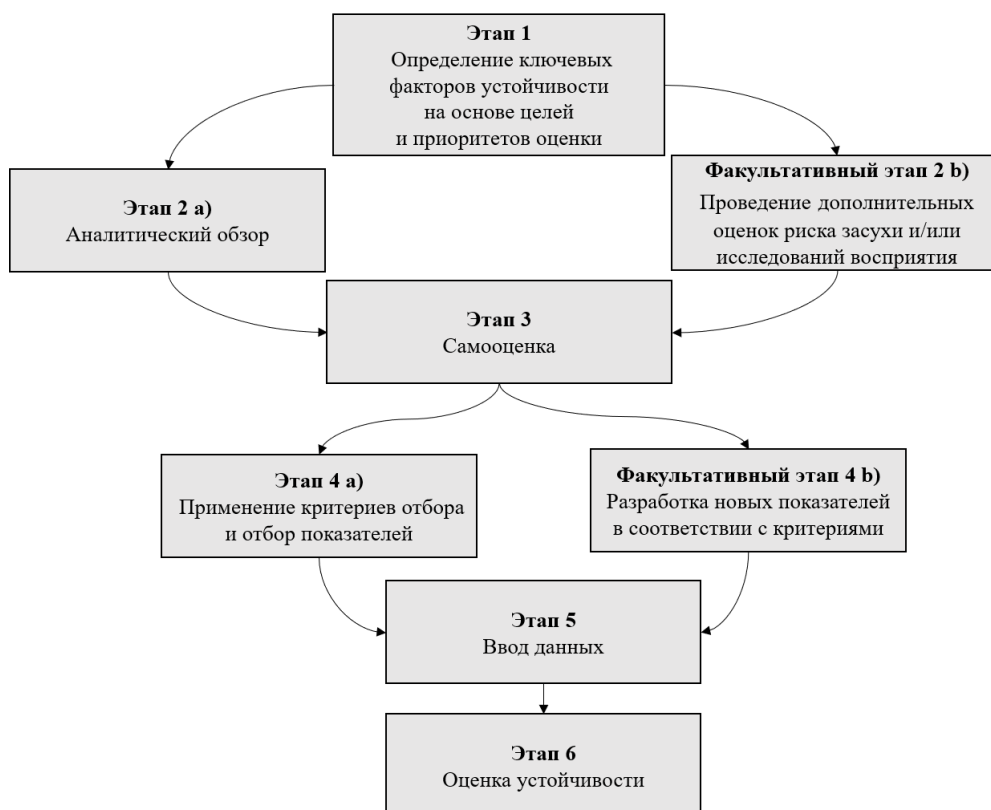 Этап 1
Определение ключевых
факторов устойчивости
на основе целей
и приоритетов оценки
Этап 2 a)
Аналитический обзор
Факультативный этап 2 b)
Проведение дополнительных
оценок риска засухи и/или
исследований восприятия
Этап 3
Самооценка
Этап 4 a)
Применение критериев отбора
и отбор показателей
Факультативный этап 4 b)
Разработка новых показателей
в соответствии с критериями
Этап 5
Ввод данных
Этап 6
Оценка устойчивости